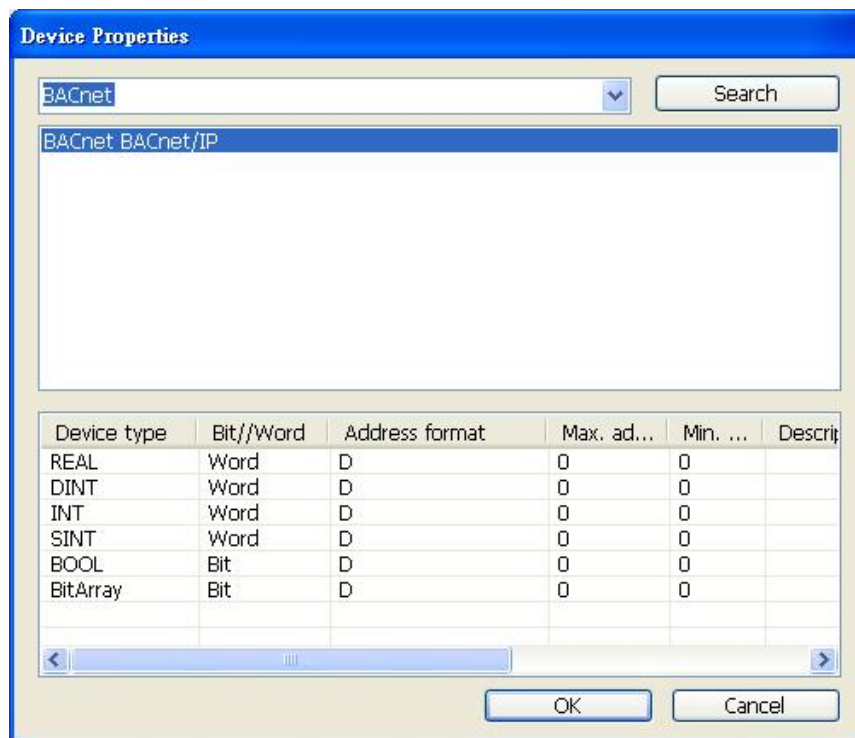 Device Properties
BACnet Search
BACnet BACnet/IP
Device type Bit//Word Address format Max. ad... Min. ... Descrip
REAL Word D 0 0
DINT Word D 0 0
INT Word D 0 0
SINT Word D 0 0
BOOL Bit D 0 0
BitArray Bit D 0 0
OK Cancel